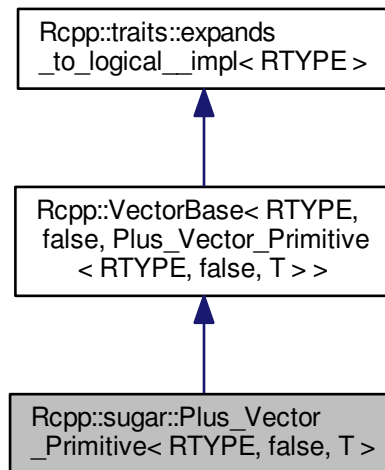 Rcpp::traits::expands
_to_logical__impl< RTYPE >
Rcpp::VectorBase< RTYPE,
false, Plus_Vector_Primitive
< RTYPE, false, T > >
Rcpp::sugar::Plus_Vector
_Primitive< RTYPE, false, T >